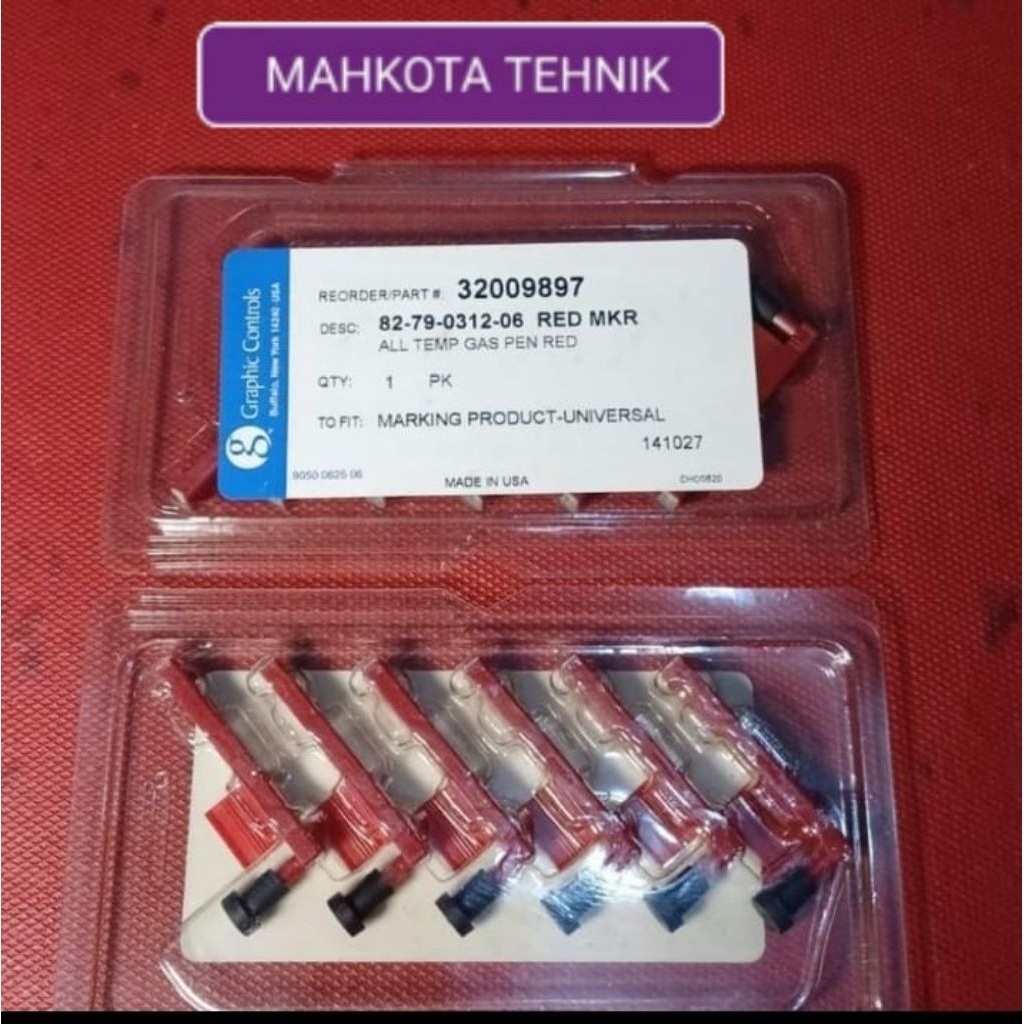 MAHKOTA TEHNIK
REORDER/PART #: 32009897
DESC: 82-79-0312-06 RED MKR
ALL TEMP GAS PEN RED
QTY: 1 PK
TO FIT: MARKING PRODUCT-UNIVERSAL
141027
9050 0625 06 MADE IN USA
Graphic Controls
Buffalo, New York 14240 USA